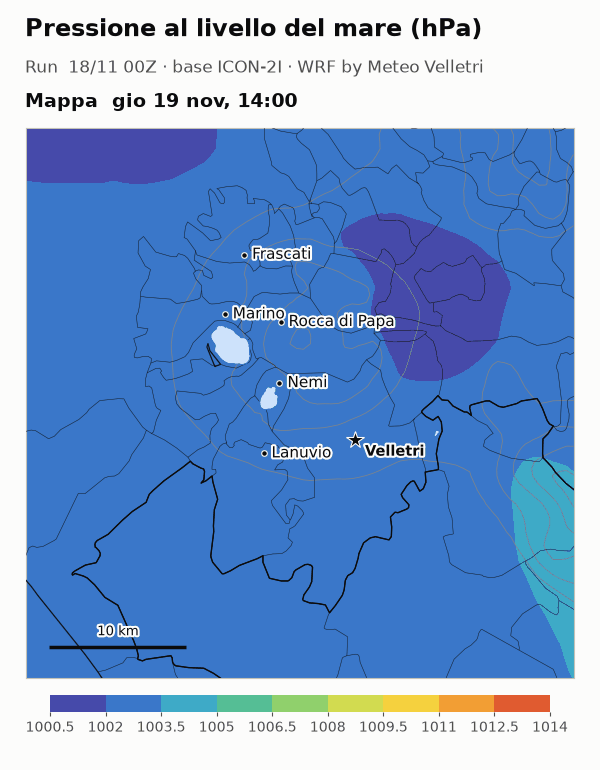 Pressione al livello del mare (hPa)
Run  18/11 00Z · base ICON-2I · WRF by Meteo Velletri
Mappa  gio 19 nov, 14:00
Frascati
Marino
Rocca di Papa
Nemi
Velletri
Lanuvio
10 km
1000.5 1002 1003.5 1005 1006.5 1008 1009.5 1011 1012.5 1014